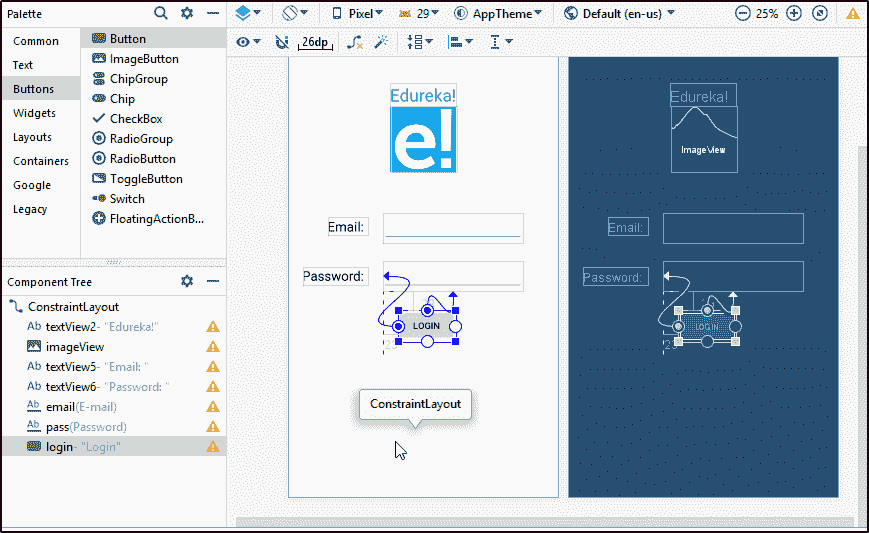 Palette
Pixel
29
AppTheme
Default (en-us)
25%
26dp
Common
Text
Buttons
Widgets
Layouts
Containers
Google
Legacy
Button
ImageButton
ChipGroup
Chip
CheckBox
RadioGroup
RadioButton
ToggleButton
Switch
FloatingActionB...
Component Tree
ConstraintLayout
Ab textView2- "Edureka!"
imageView
Ab textView5- "Email: "
Ab textView6- "Password: "
Ab email(E-mail)
Ab pass(Password)
login- "Login"
Edureka!
e!
Email:
Password:
LOGIN
ConstraintLayout
Edureka!
ImageView
Email:
Password:
LOGIN